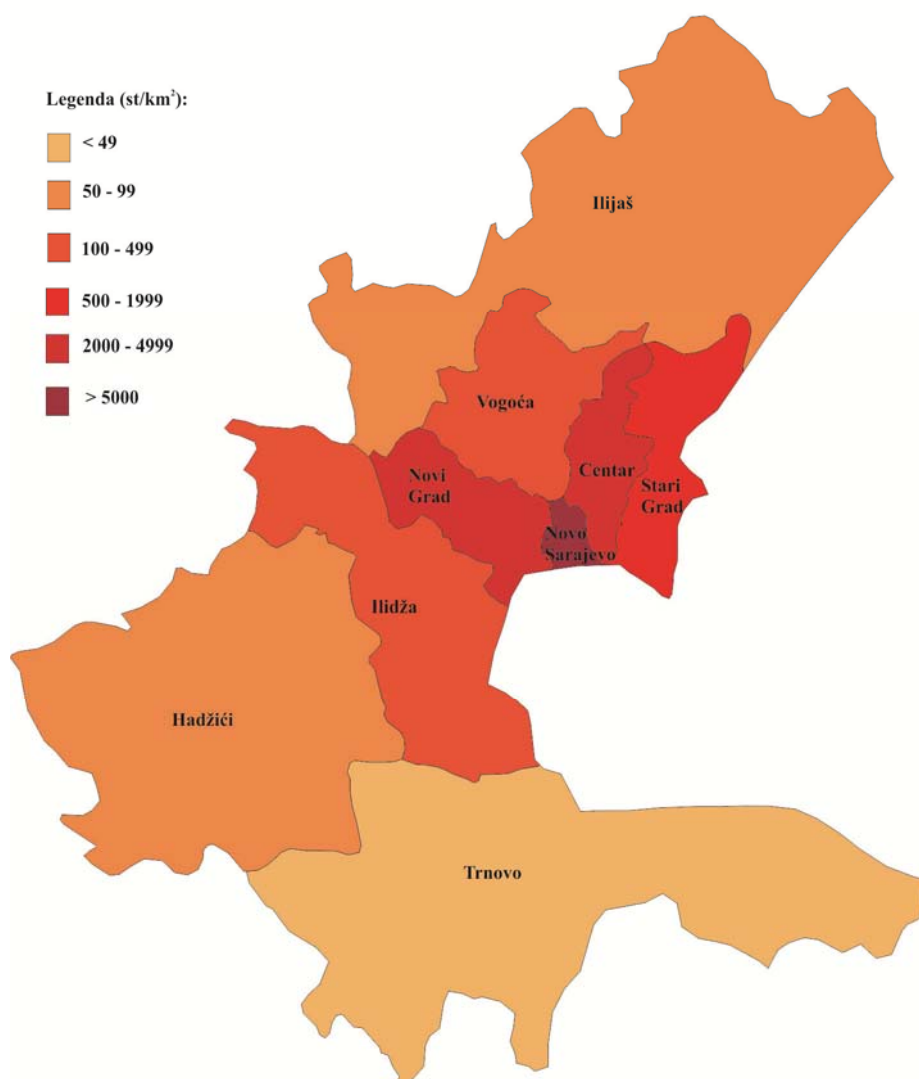 Legenda (st/km²):
< 49
50 - 99
100 - 499
500 - 1999
2000 - 4999
> 5000
Ilijaš
Vogoća
Novi
Grad
Centar
Stari
Grad
Novo
Sarajevo
Ilidža
Hadžići
Trnovo